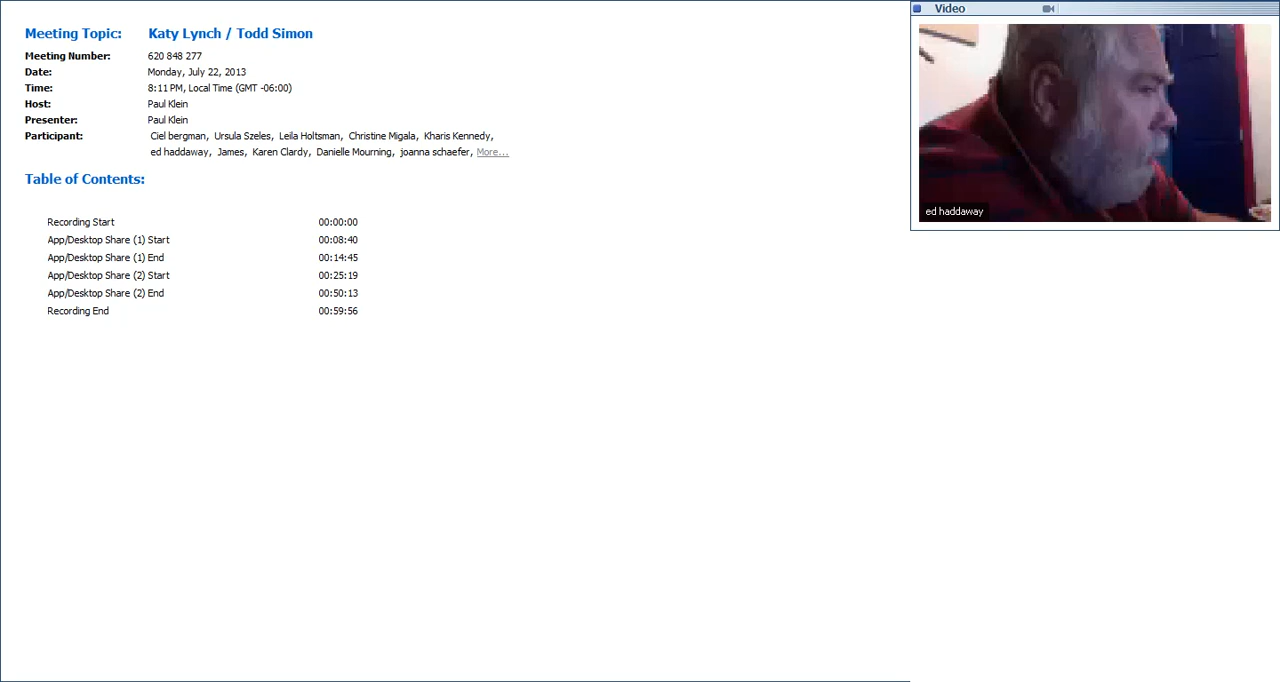 Meeting Topic: Katy Lynch / Todd Simon
Meeting Number: 620 848 277
Date: Monday, July 22, 2013
Time: 8:11 PM, Local Time (GMT -06:00)
Host: Paul Klein
Presenter: Paul Klein
Participant: Ciel bergman, Ursula Szeles, Leila Holtsman, Christine Migala, Kharis Kennedy,
ed haddaway, James, Karen Clardy, Danielle Mourning, joanna schaefer, More...
Table of Contents:
Recording Start 00:00:00
App/Desktop Share (1) Start 00:08:40
App/Desktop Share (1) End 00:14:45
App/Desktop Share (2) Start 00:25:19
App/Desktop Share (2) End 00:50:13
Recording End 00:59:56
Video
ed haddaway